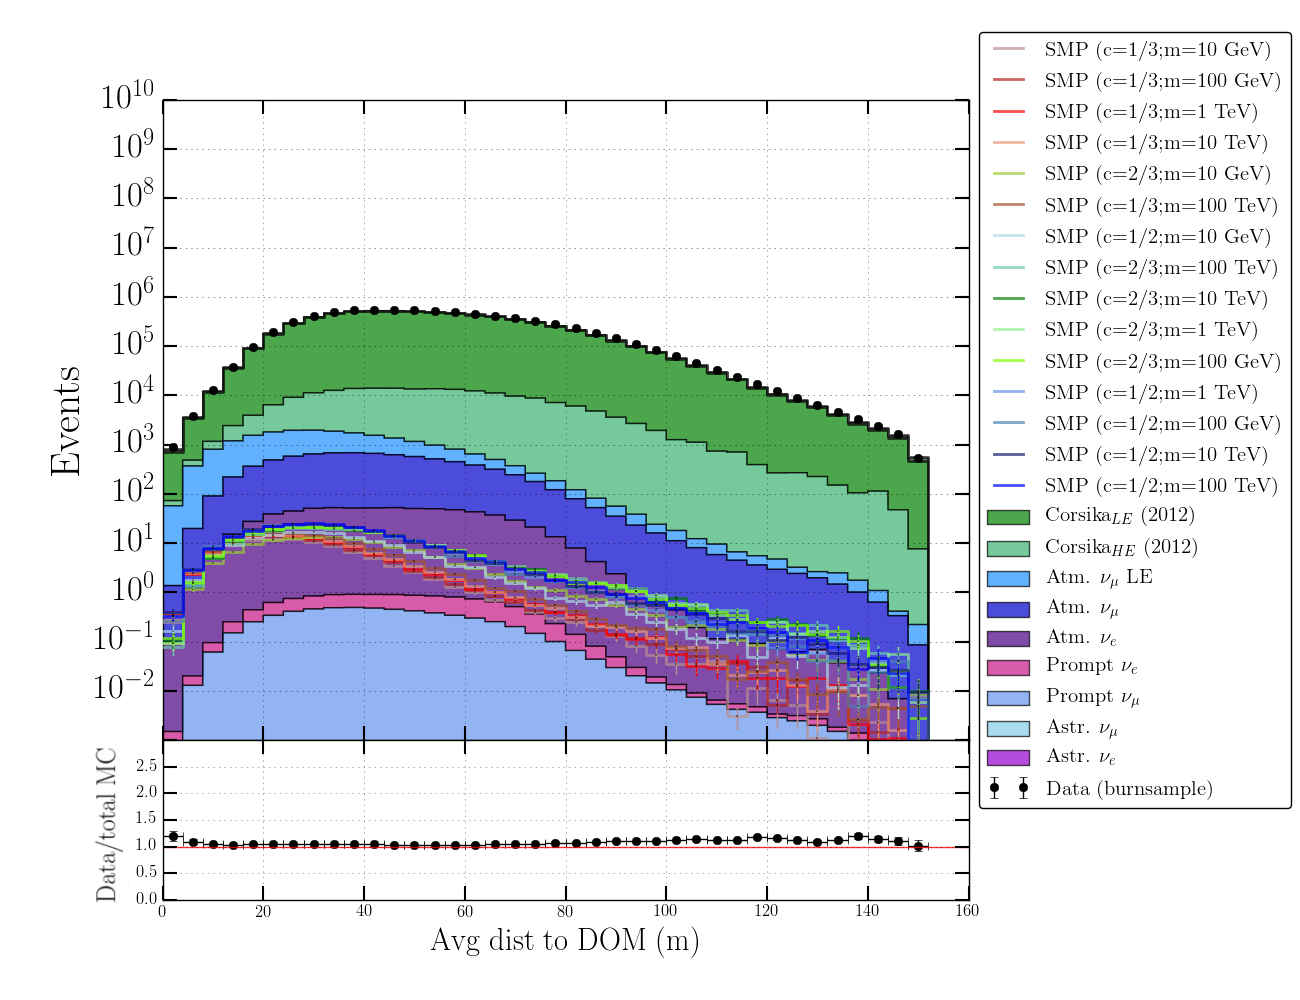 10^10
10^9
10^8
10^7
10^6
10^5
10^4
10^3
10^2
10^1
10^0
10^−1
10^−2
Events
2.5
2.0
1.5
1.0
0.5
0.0
Data/total MC
0 20 40 60 80 100 120 140 160
Avg dist to DOM (m)
SMP (c=1/3;m=10 GeV)
SMP (c=1/3;m=100 GeV)
SMP (c=1/3;m=1 TeV)
SMP (c=1/3;m=10 TeV)
SMP (c=2/3;m=10 GeV)
SMP (c=1/3;m=100 TeV)
SMP (c=1/2;m=10 GeV)
SMP (c=2/3;m=100 TeV)
SMP (c=2/3;m=10 TeV)
SMP (c=2/3;m=1 TeV)
SMP (c=2/3;m=100 GeV)
SMP (c=1/2;m=1 TeV)
SMP (c=1/2;m=100 GeV)
SMP (c=1/2;m=10 TeV)
SMP (c=1/2;m=100 TeV)
Corsika_LE (2012)
Corsika_HE (2012)
Atm. ν_μ LE
Atm. ν_μ
Atm. ν_e
Prompt ν_e
Prompt ν_μ
Astr. ν_μ
Astr. ν_e
Data (burnsample)